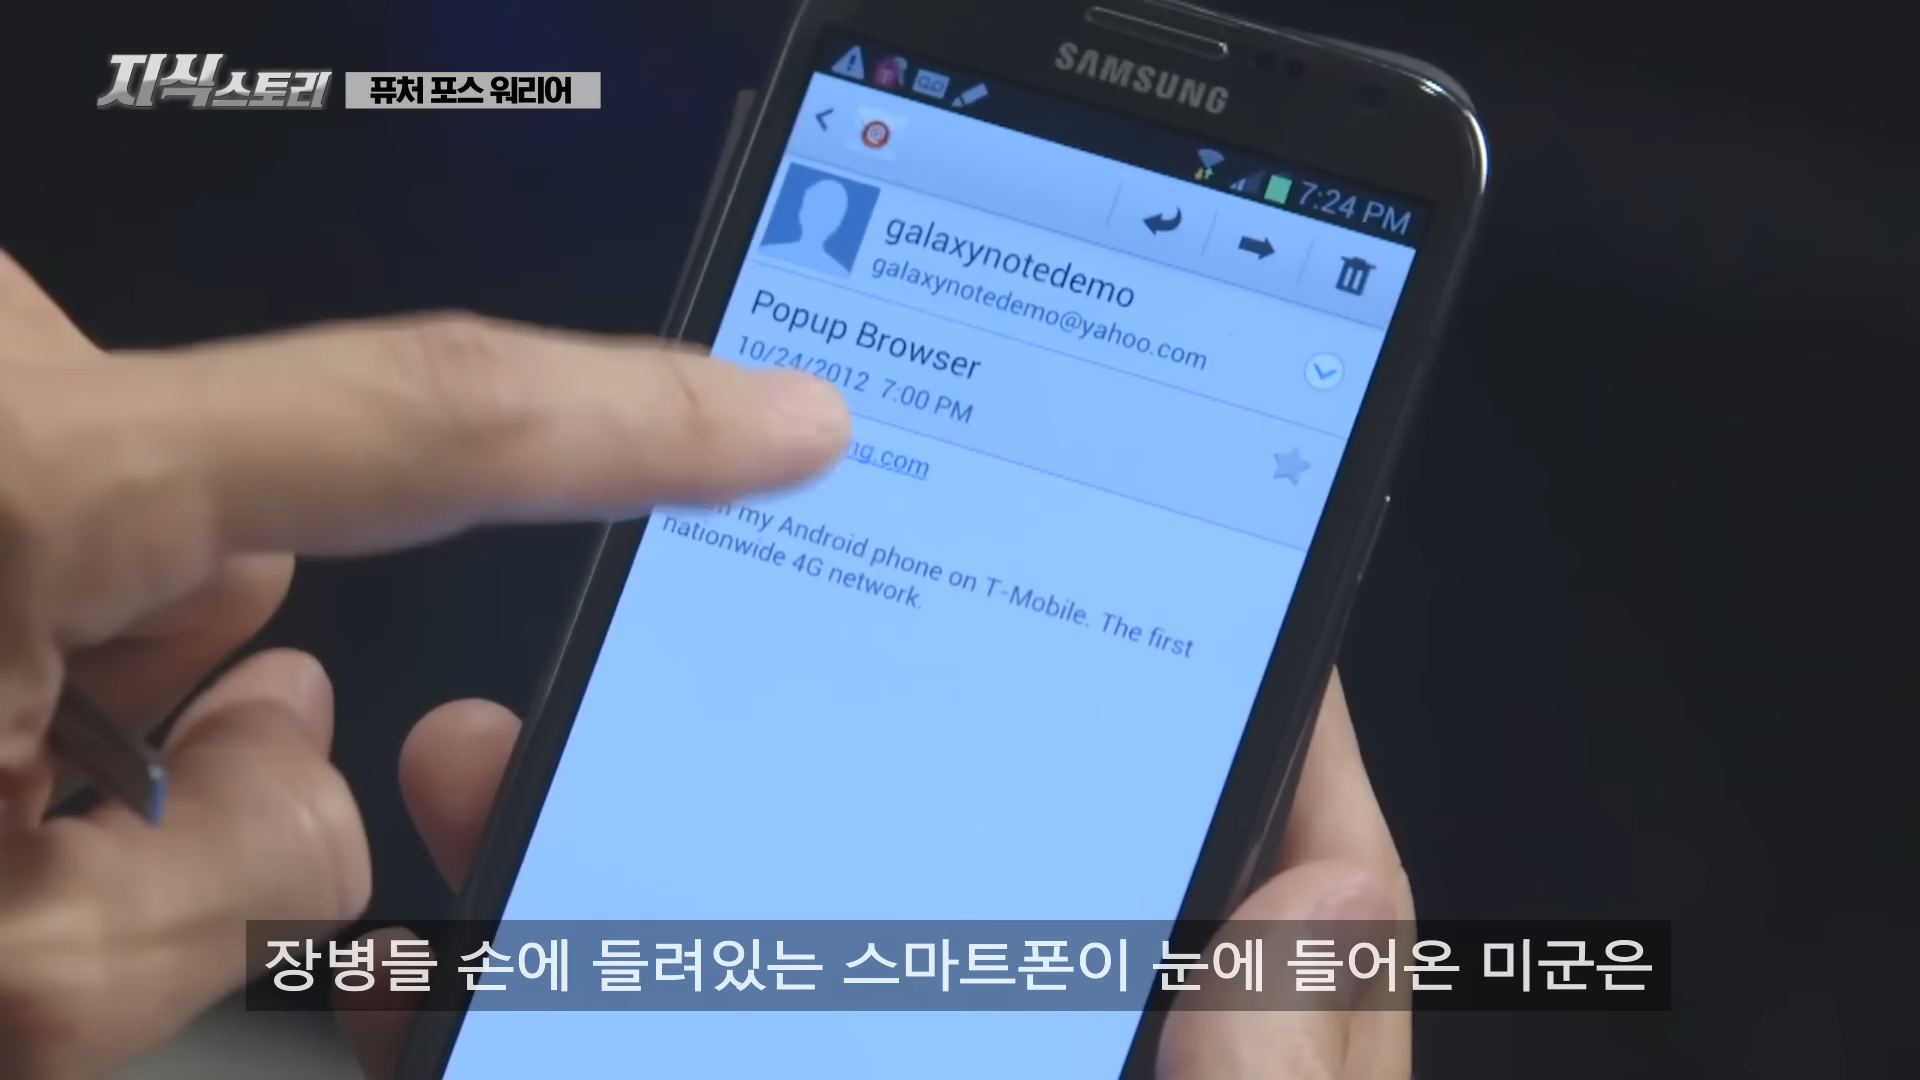 지식스토리 퓨처 포스 워리어
SAMSUNG
7:24 PM
galaxynotedemo
galaxynotedemo@yahoo.com
Popup Browser
10/24/2012 7:00 PM
ng.com
my Android phone on T-Mobile. The first
nationwide 4G network.
장병들 손에 들려있는 스마트폰이 눈에 들어온 미군은